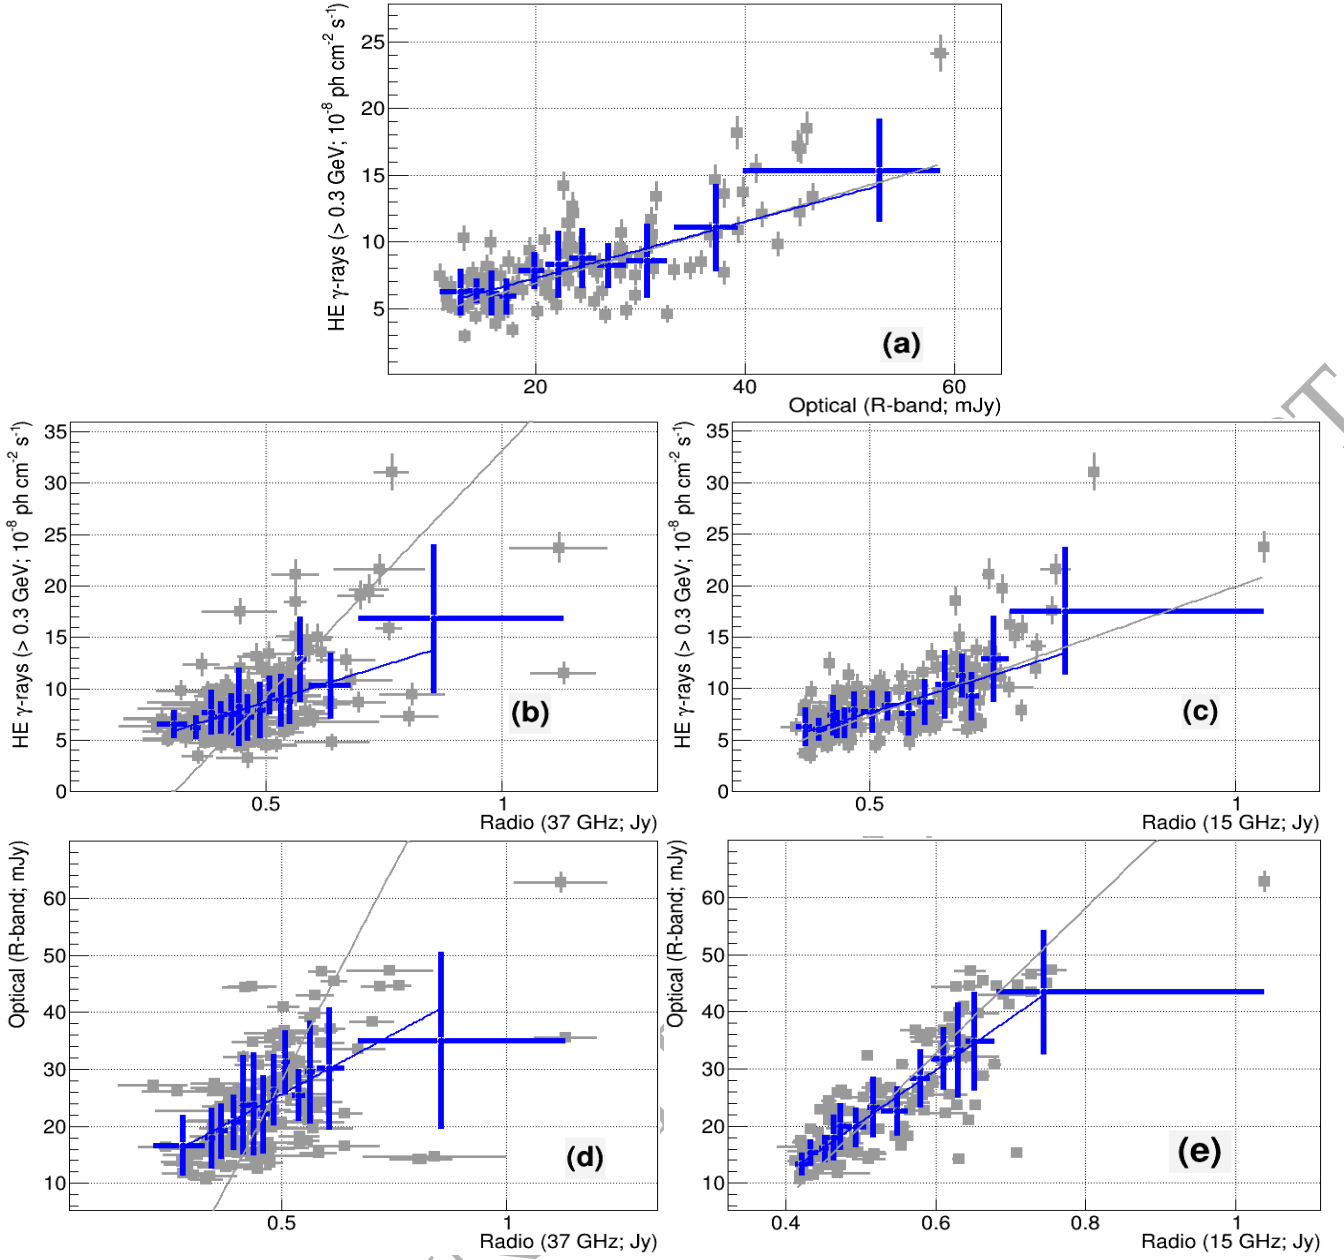 HE γ-rays (> 0.3 GeV; 10⁻⁸ ph cm⁻² s⁻¹)
25
20
15
10
5
(a)
20 40 60
Optical (R-band; mJy)
HE γ-rays (> 0.3 GeV; 10⁻⁸ ph cm⁻² s⁻¹)
35
30
25
20
15
10
5
0
(b)
0.5 1
Radio (37 GHz; Jy)
HE γ-rays (> 0.3 GeV; 10⁻⁸ ph cm⁻² s⁻¹)
35
30
25
20
15
10
5
0
(c)
0.5 1
Radio (15 GHz; Jy)
Optical (R-band; mJy)
60
50
40
30
20
10
(d)
0.5 1
Radio (37 GHz; Jy)
Optical (R-band; mJy)
60
50
40
30
20
10
(e)
0.4 0.6 0.8 1
Radio (15 GHz; Jy)
T